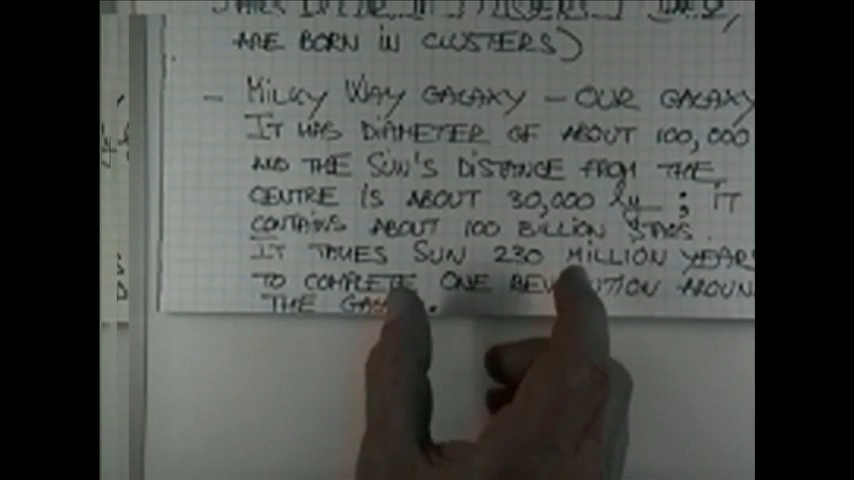 ARE BORN IN CLUSTERS)
- MILKY WAY GALAXY - OUR GALAXY
IT HAS DIAMETER OF ABOUT 100,000
AND THE SUN'S DISTANCE FROM THE
CENTRE IS ABOUT 30,000 ly ; IT
CONTAINS ABOUT 100 BILLION STARS.
IT TAKES SUN 230 MILLION YEARS
TO COMPLETE ONE
THE